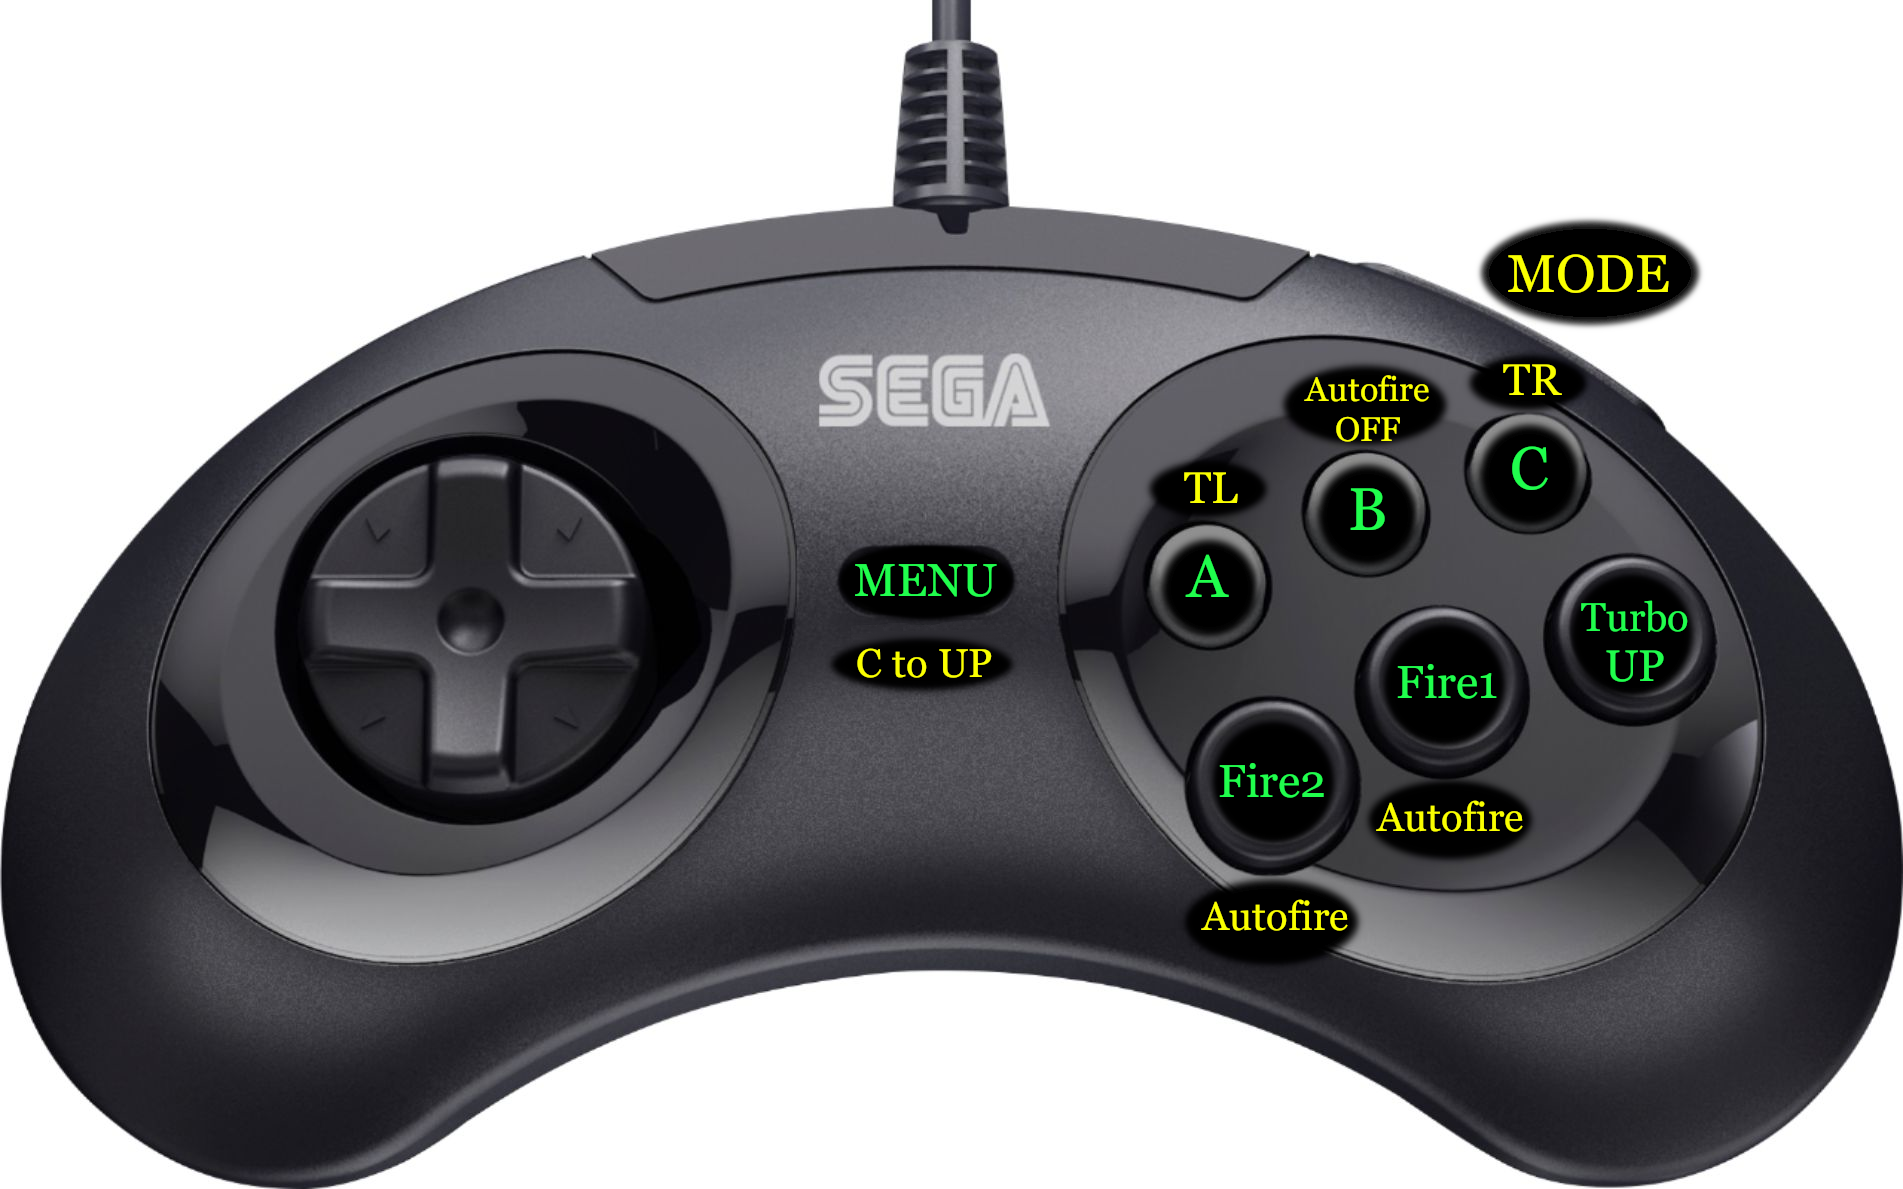 MODE
SEGA
Autofire
OFF
TR
TL
C
B
A
MENU
Turbo
UP
C to UP
Fire1
Fire2
Autofire
Autofire